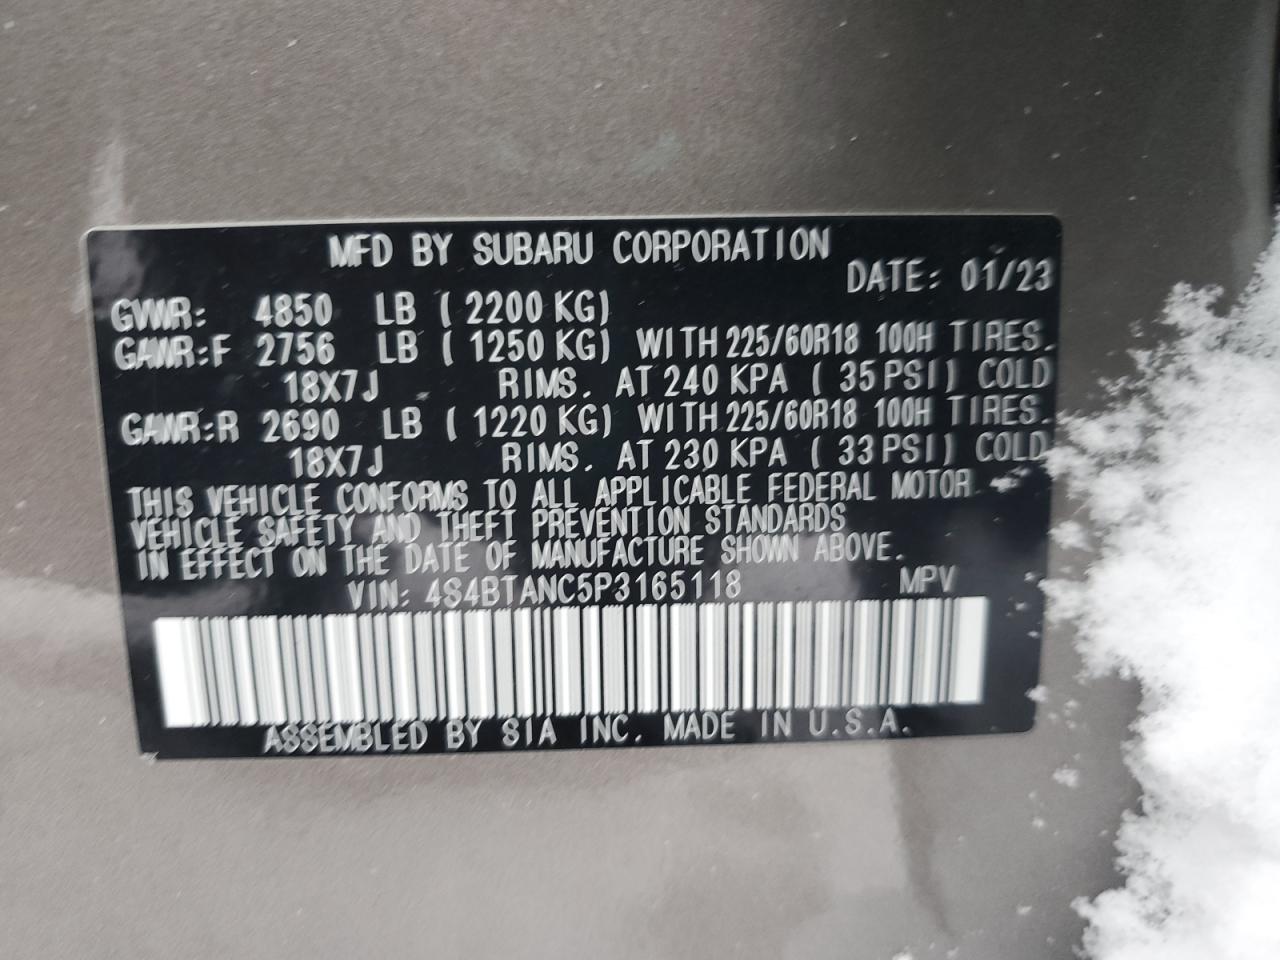 MFD BY SUBARU CORPORATION
DATE: 01/23
GVWR: 4850 LB ( 2200 KG)
GAWR:F 2756 LB ( 1250 KG) WITH 225/60R18 100H TIRES.
18X7J RIMS. AT 240 KPA ( 35 PSI) COLD
GAWR:R 2690 LB ( 1220 KG) WITH 225/60R18 100H TIRES.
18X7J RIMS. AT 230 KPA ( 33 PSI) COLD
THIS VEHICLE CONFORMS TO ALL APPLICABLE FEDERAL MOTOR
VEHICLE SAFETY AND THEFT PREVENTION STANDARDS
IN EFFECT ON THE DATE OF MANUFACTURE SHOWN ABOVE.
VIN: 4S4BTANC5P3165118 MPV
ASSEMBLED BY SIA INC. MADE IN U.S.A.